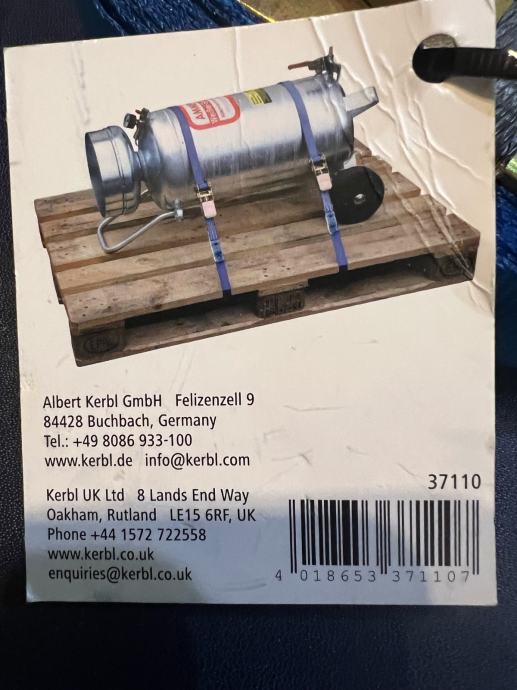 Albert Kerbl GmbH Felizenzell 9
84428 Buchbach, Germany
Tel.: +49 8086 933-100
www.kerbl.de info@kerbl.com
Kerbl UK Ltd 8 Lands End Way
Oakham, Rutland LE15 6RF, UK
Phone +44 1572 722558
www.kerbl.co.uk
enquiries@kerbl.co.uk
37110
4 018653 371107